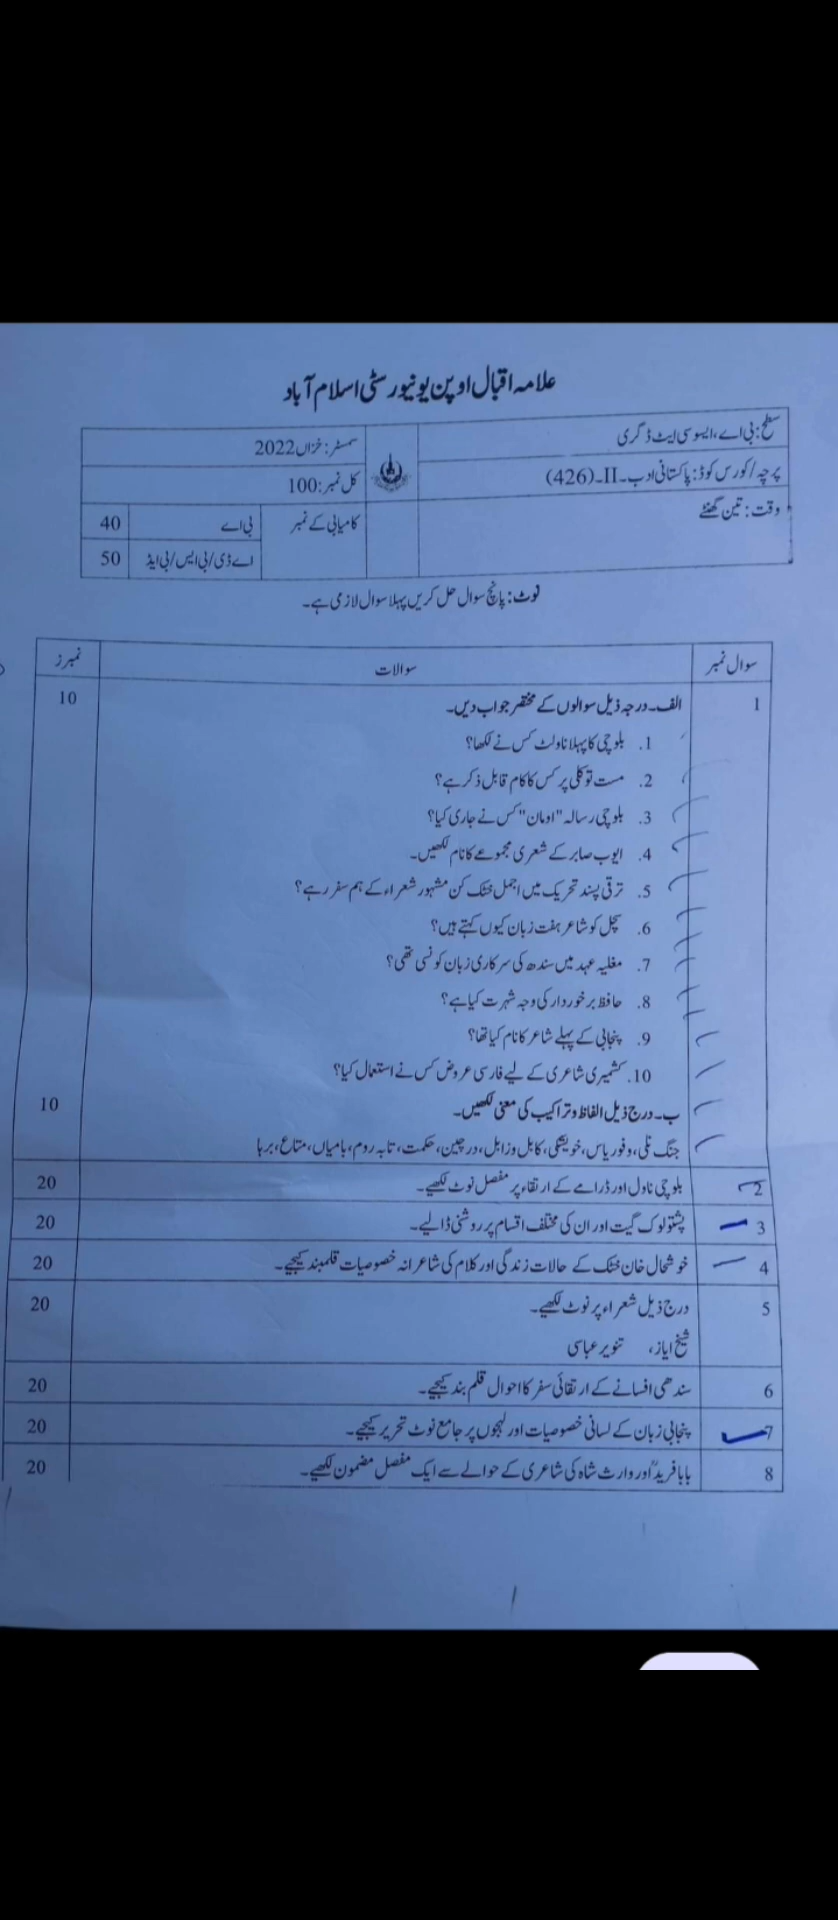 علامہ اقبال اوپن یونیورسٹی اسلام آباد
سطح: بی اے، ایسوسی ایٹ ڈگری
سمسٹر: خزاں 2022
پرچہ/کورس کوڈ: پاکستانی ادب۔II۔(426)
کل نمبر: 100
وقت: تین گھنٹے
کامیابی کے نمبر
بی اے 40
اے ڈی/بی ایس/بی ایڈ 50
نوٹ: پانچ سوال حل کریں پہلا سوال لازمی ہے۔
سوال نمبر سوالات نمبرز
1 الف۔ درجہ ذیل سوالوں کے مختصر جواب دیں۔ 10
1. بلوچی کا پہلا ناولٹ کس نے لکھا؟
2. مست توکلی پر کس کا کام قابل ذکر ہے؟
3. بلوچی رسالہ "اومان" کس نے جاری کیا؟
4. ایوب صابر کے شعری مجموعے کا نام لکھیں۔
5. ترقی پسند تحریک میں اجمل خٹک کن مشہور شعراء کے ہم سفر رہے؟
6. سچل کو شاعر ہفت زبان کیوں کہتے ہیں؟
7. مغلیہ عہد میں سندھ کی سرکاری زبان کونسی تھی؟
8. حافظ برخوردار کی وجہ شہرت کیا ہے؟
9. پنجابی کے پہلے شاعر کا نام کیا تھا؟
10. کشمیری شاعری کے لیے فارسی عروض کس نے استعمال کیا؟
ب۔ درج ذیل الفاظ و تراکیب کی معنی لکھیں۔ 10
جنگ نلی، وفور یاس، خویشگی، کابل و زابل، در چین، حکمت، تابہ روم، بامیاں، متاع، برہا
2 بلوچی ناول اور ڈرامے کے ارتقاء پر مفصل نوٹ لکھیے۔ 20
3 پشتو لوک گیت اور ان کی مختلف اقسام پر روشنی ڈالیے۔ 20
4 خوشحال خان خٹک کے حالات زندگی اور کلام کی شاعرانہ خصوصیات قلمبند کیجیے۔ 20
5 درج ذیل شعراء پر نوٹ لکھیے۔ 20
شیخ ایاز، تنویر عباسی
6 سندھی افسانے کے ارتقائی سفر کا احوال قلم بند کیجیے۔ 20
7 پنجابی زبان کے لسانی خصوصیات اور لہجوں پر جامع نوٹ تحریر کیجیے۔ 20
8 بابا فریدؒ اور وارث شاہ کی شاعری کے حوالے سے ایک مفصل مضمون لکھیے۔ 20